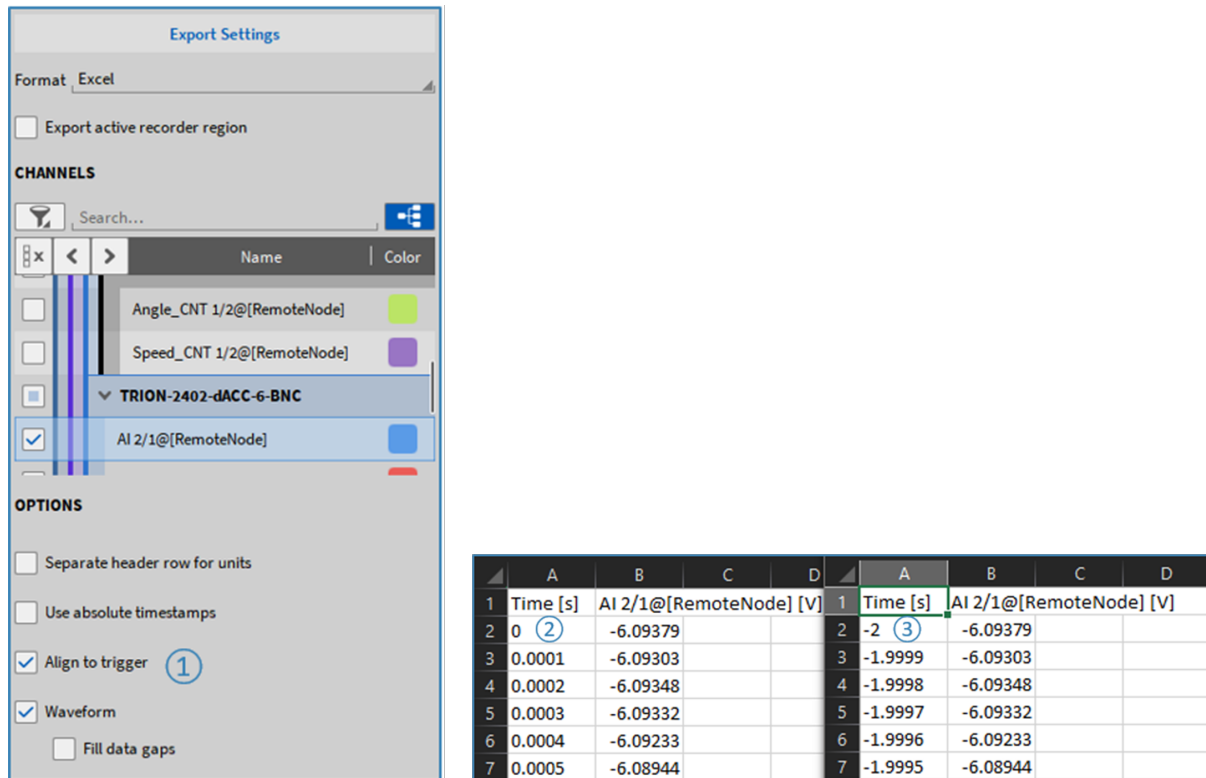 Export Settings
Format Excel
Export active recorder region
CHANNELS
Search...
x < > Name Color
Angle_CNT 1/2@[RemoteNode]
Speed_CNT 1/2@[RemoteNode]
TRION-2402-dACC-6-BNC
AI 2/1@[RemoteNode]
OPTIONS
Separate header row for units
Use absolute timestamps
Align to trigger 1
Waveform
Fill data gaps
A B C D
1 Time [s] AI 2/1@[RemoteNode] [V]
2 0 2 -6.09379
3 0.0001 -6.09303
4 0.0002 -6.09348
5 0.0003 -6.09332
6 0.0004 -6.09233
7 0.0005 -6.08944
A B C D
1 Time [s] AI 2/1@[RemoteNode] [V]
2 -2 3 -6.09379
3 -1.9999 -6.09303
4 -1.9998 -6.09348
5 -1.9997 -6.09332
6 -1.9996 -6.09233
7 -1.9995 -6.08944